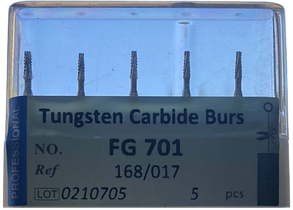 Tungsten Carbide Burs
PROFESSIONAL
NO. FG 701
Ref 168/017
LOT 0210705 5 pcs